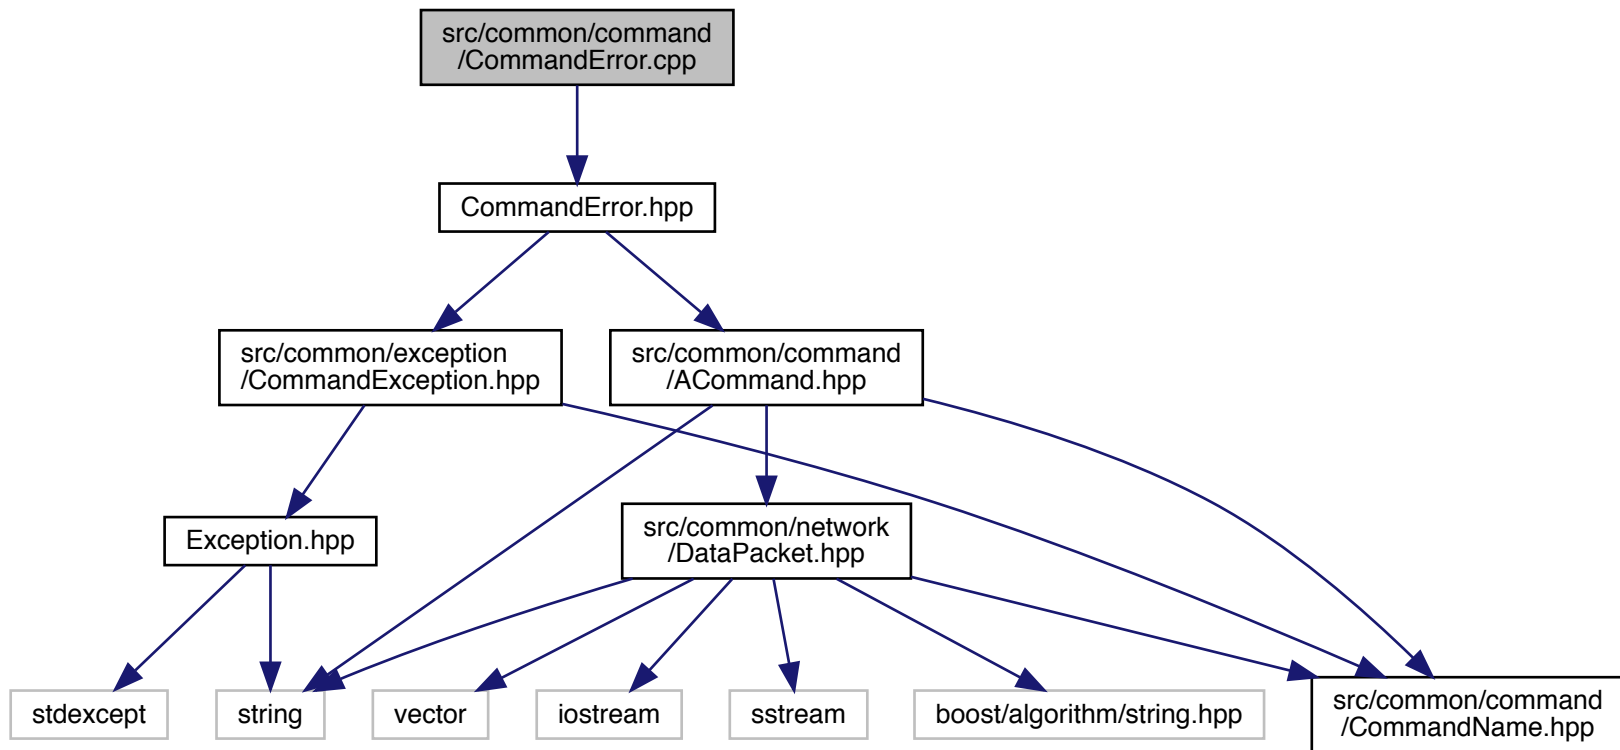 src/common/command
/CommandError.cpp
CommandError.hpp
src/common/exception
/CommandException.hpp
src/common/command
/ACommand.hpp
Exception.hpp
src/common/network
/DataPacket.hpp
stdexcept
string
vector
iostream
sstream
boost/algorithm/string.hpp
src/common/command
/CommandName.hpp